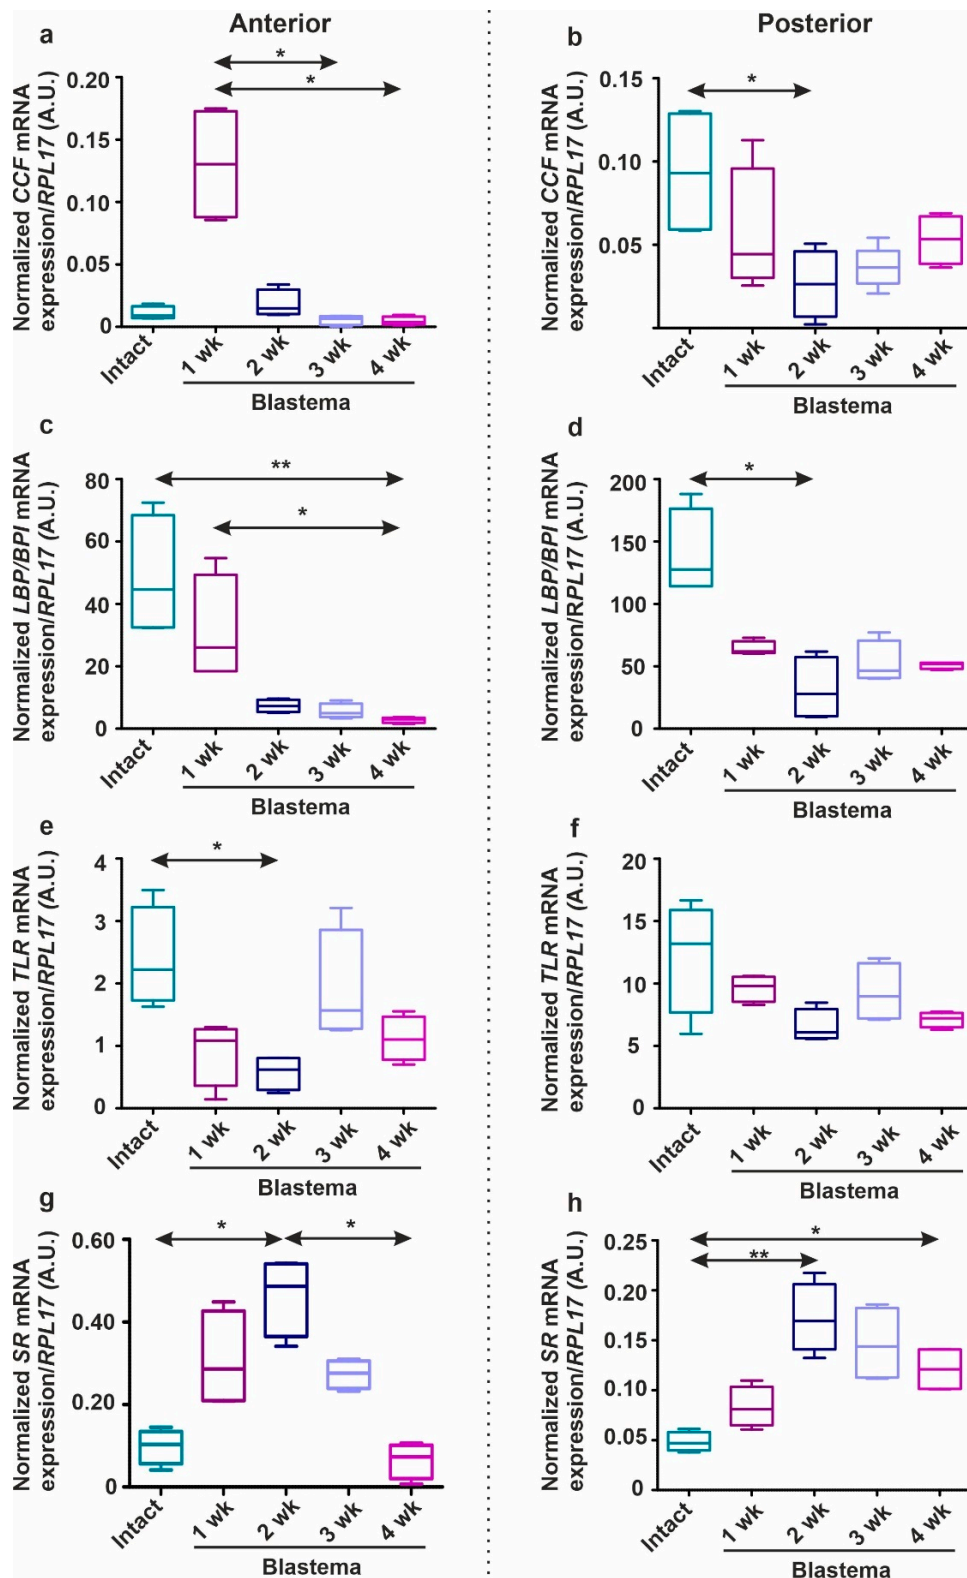 Anterior
Posterior
a
Normalized CCF mRNA
expression/RPL17 (A.U.)
0.20
0.15
0.10
0.05
0
*
*
Intact
1 wk
2 wk
3 wk
4 wk
Blastema
b
Normalized CCF mRNA
expression/RPL17 (A.U.)
0.15
0.10
0.05
*
Intact
1 wk
2 wk
3 wk
4 wk
Blastema
c
Normalized LBP/BPI mRNA
expression/RPL17 (A.U.)
80
60
40
20
0
**
*
Intact
1 wk
2 wk
3 wk
4 wk
Blastema
d
Normalized LBP/BPI mRNA
expression/RPL17 (A.U.)
200
150
100
50
0
*
Intact
1 wk
2 wk
3 wk
4 wk
Blastema
e
Normalized TLR mRNA
expression/RPL17 (A.U.)
4
3
2
1
0
*
Intact
1 wk
2 wk
3 wk
4 wk
Blastema
f
Normalized TLR mRNA
expression/RPL17 (A.U.)
20
15
10
5
0
Intact
1 wk
2 wk
3 wk
4 wk
Blastema
g
Normalized SR mRNA
expression/RPL17 (A.U.)
0.60
0.40
0.20
0
*
*
Intact
1 wk
2 wk
3 wk
4 wk
Blastema
h
Normalized SR mRNA
expression/RPL17 (A.U.)
0.25
0.20
0.15
0.10
0.05
0
*
**
Intact
1 wk
2 wk
3 wk
4 wk
Blastema